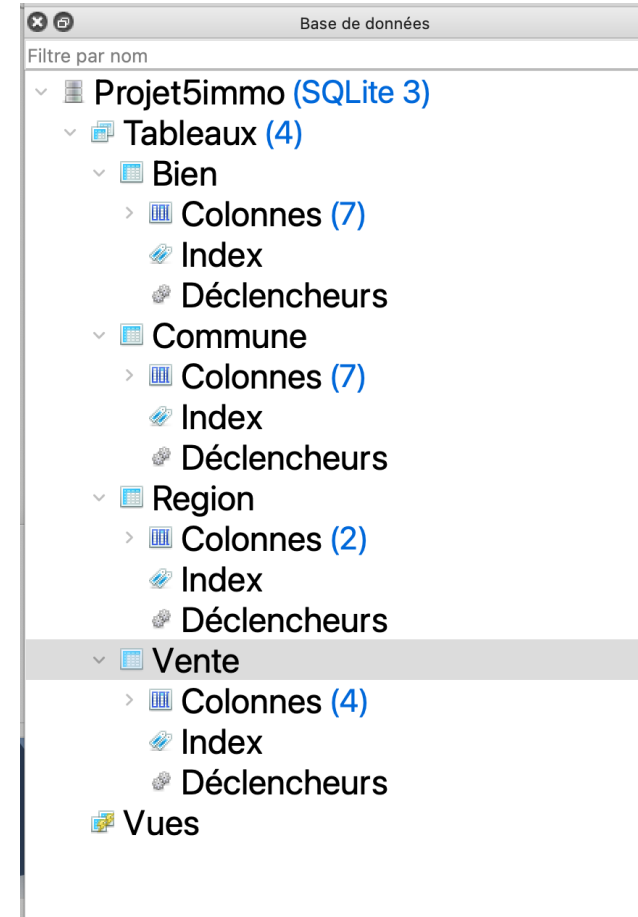 Base de données
Filtre par nom
Projet5immo (SQLite 3)
Tableaux (4)
Bien
Colonnes (7)
Index
Déclencheurs
Commune
Colonnes (7)
Index
Déclencheurs
Region
Colonnes (2)
Index
Déclencheurs
Vente
Colonnes (4)
Index
Déclencheurs
Vues